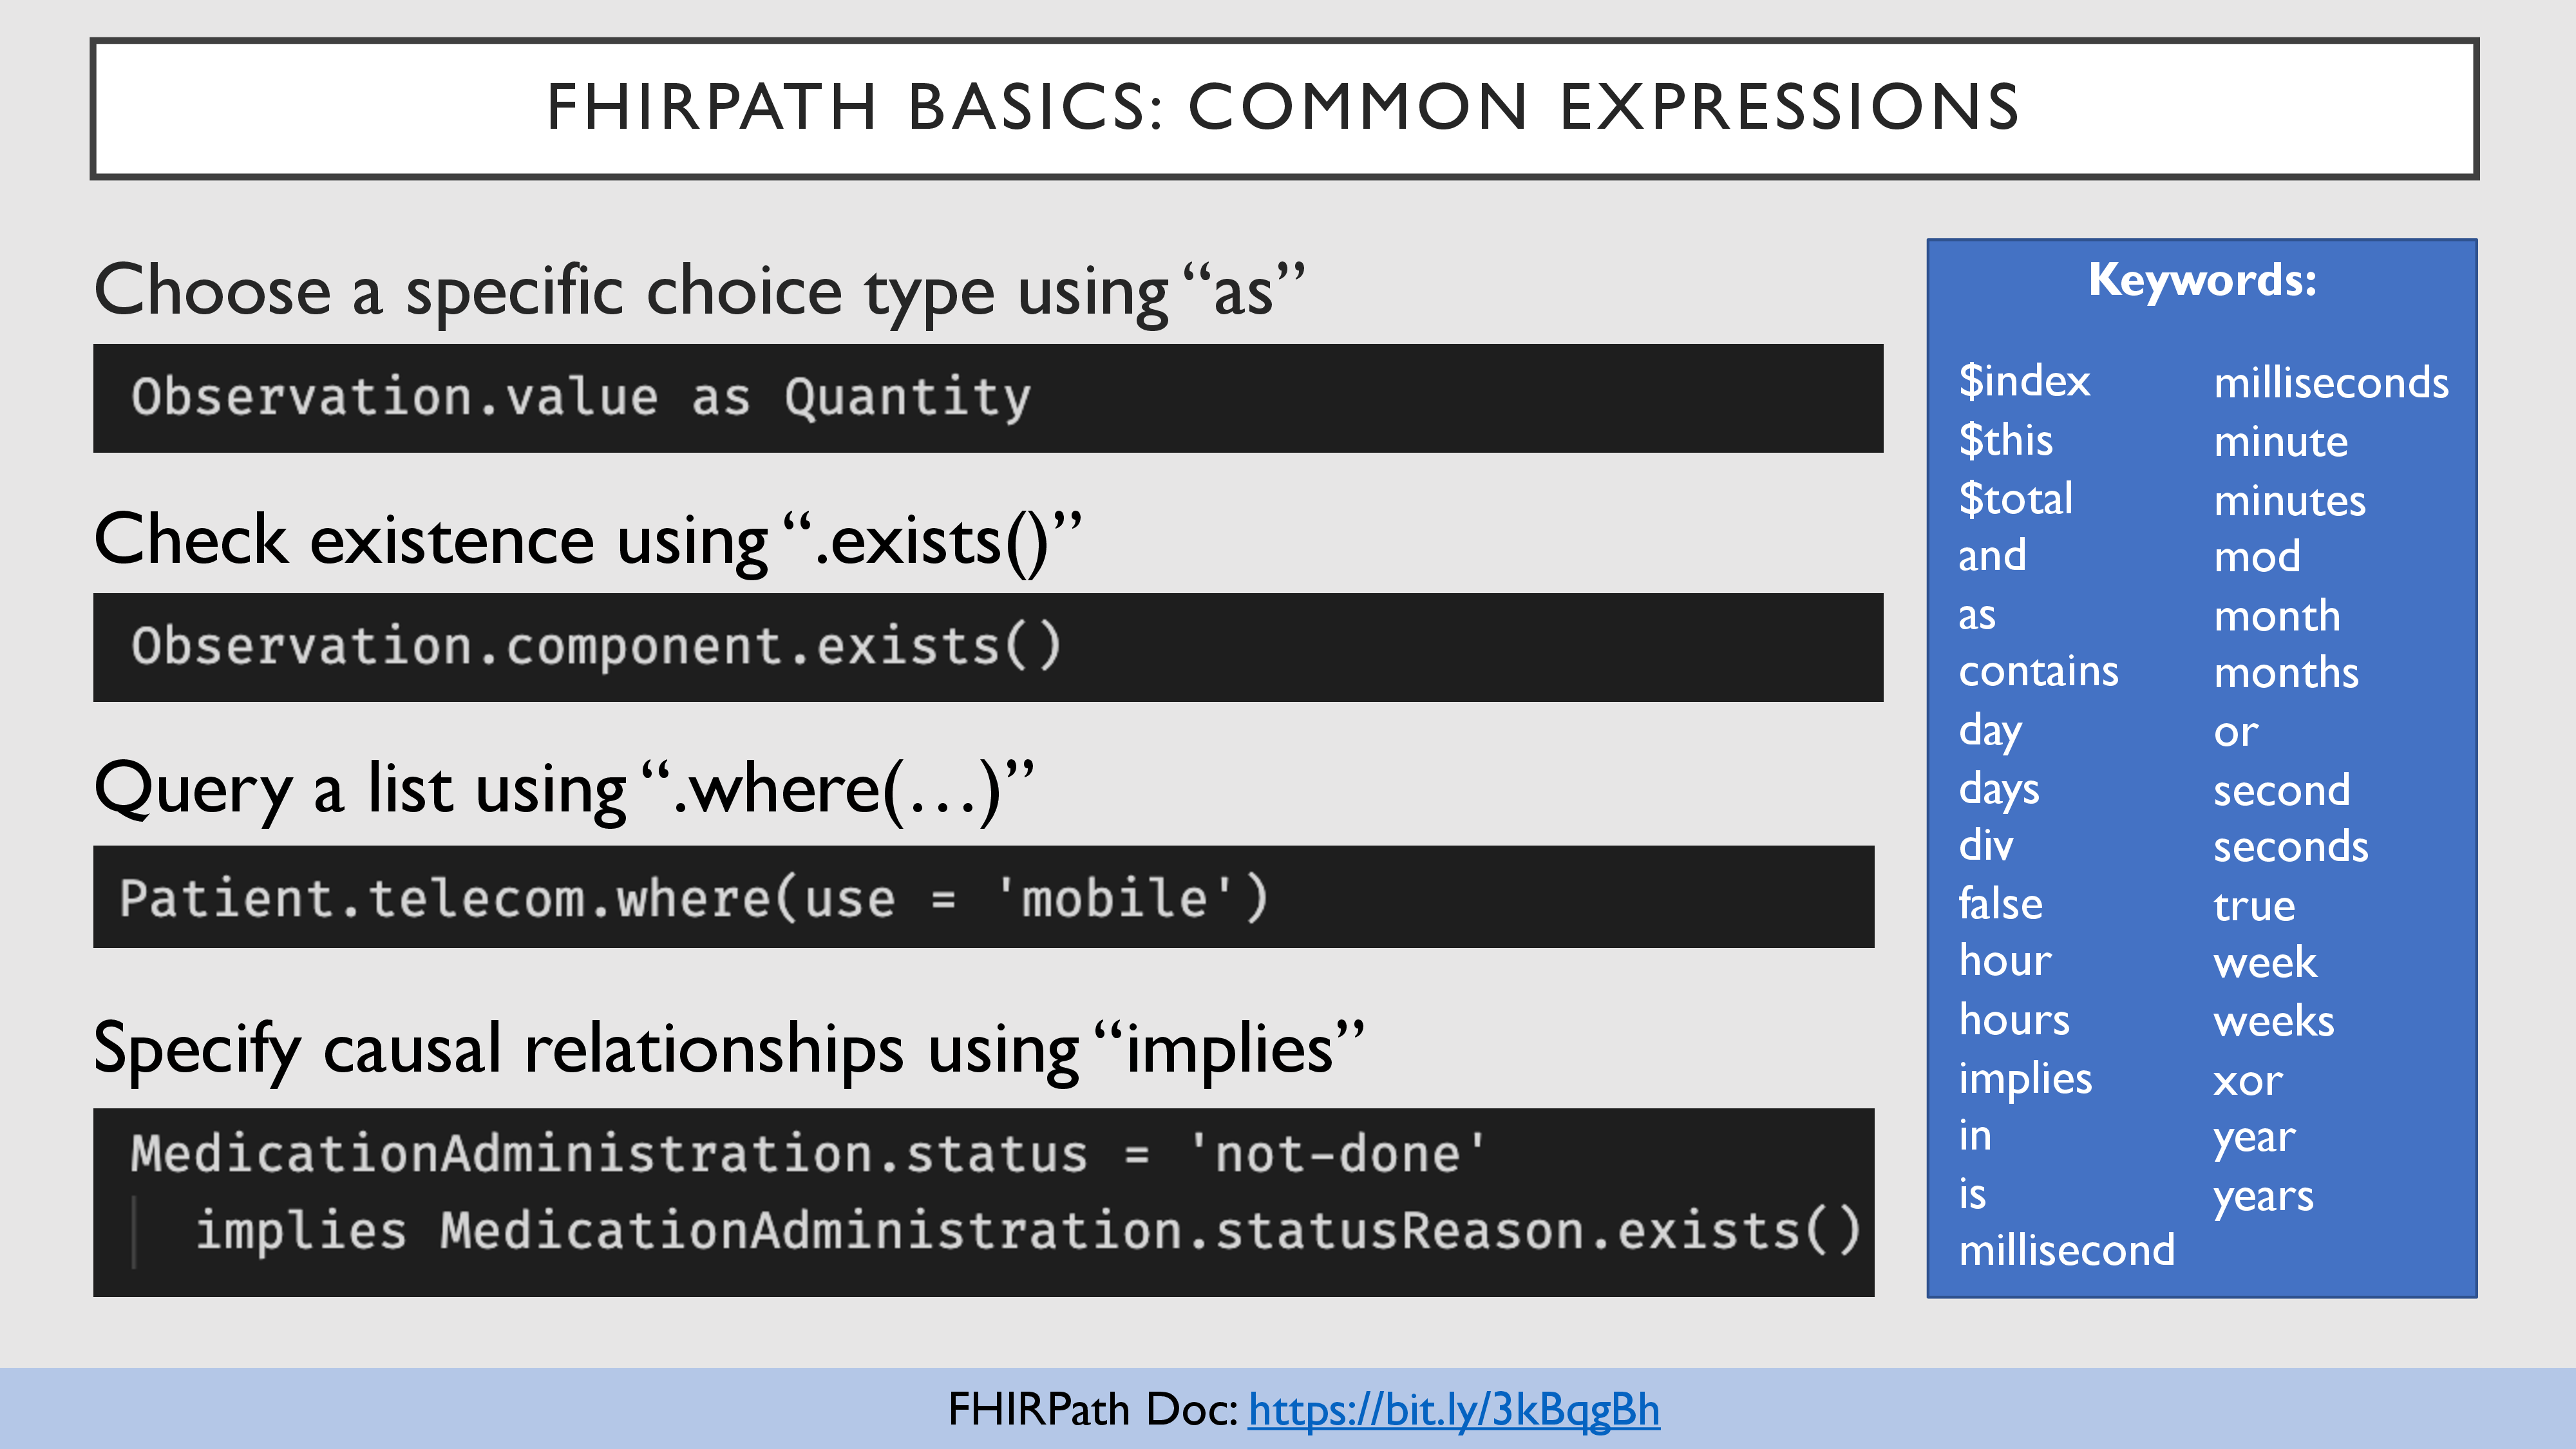 FHIRPATH BASICS: COMMON EXPRESSIONS
Choose a specific choice type using “as”
Observation.value as Quantity
Check existence using “.exists()”
Observation.component.exists()
Query a list using “.where(…)”
Patient.telecom.where(use = 'mobile')
Specify causal relationships using “implies”
MedicationAdministration.status = 'not-done'
implies MedicationAdministration.statusReason.exists()
Keywords:
$index
$this
$total
and
as
contains
day
days
div
false
hour
hours
implies
in
is
millisecond
milliseconds
minute
minutes
mod
month
months
or
second
seconds
true
week
weeks
xor
year
years
FHIRPath Doc: https://bit.ly/3kBqgBh